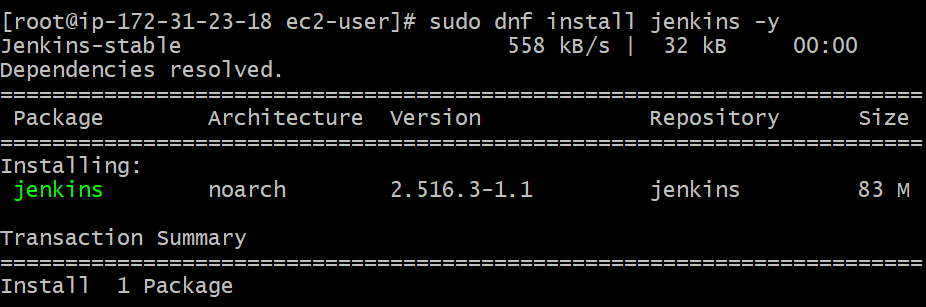 [root@ip-172-31-23-18 ec2-user]# sudo dnf install jenkins -y
Jenkins-stable                         558 kB/s |  32 kB     00:00
Dependencies resolved.
=======================================================================
 Package        Architecture  Version             Repository      Size
=======================================================================
Installing:
 jenkins        noarch        2.516.3-1.1         jenkins         83 M
Transaction Summary
=======================================================================
Install  1 Package